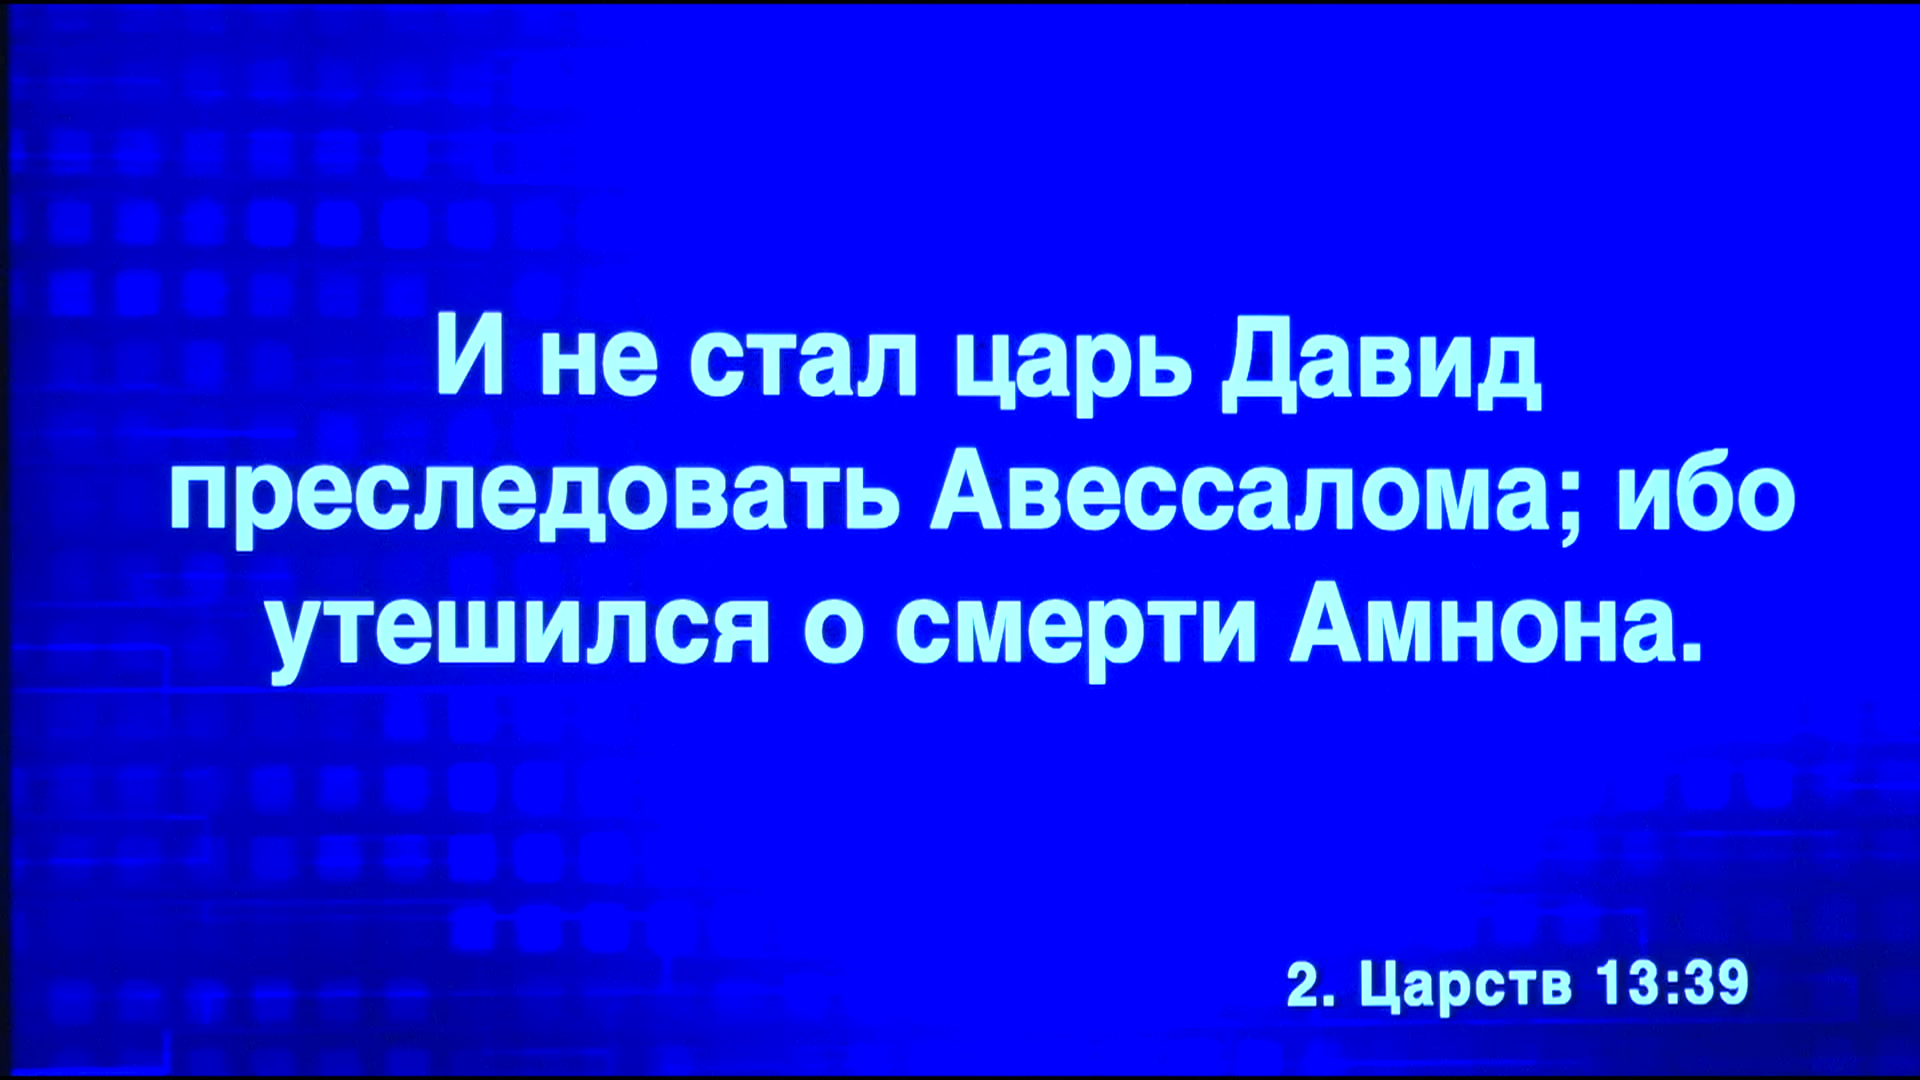 И не стал царь Давид
преследовать Авессалома; ибо
утешился о смерти Амнона.
2. Царств 13:39